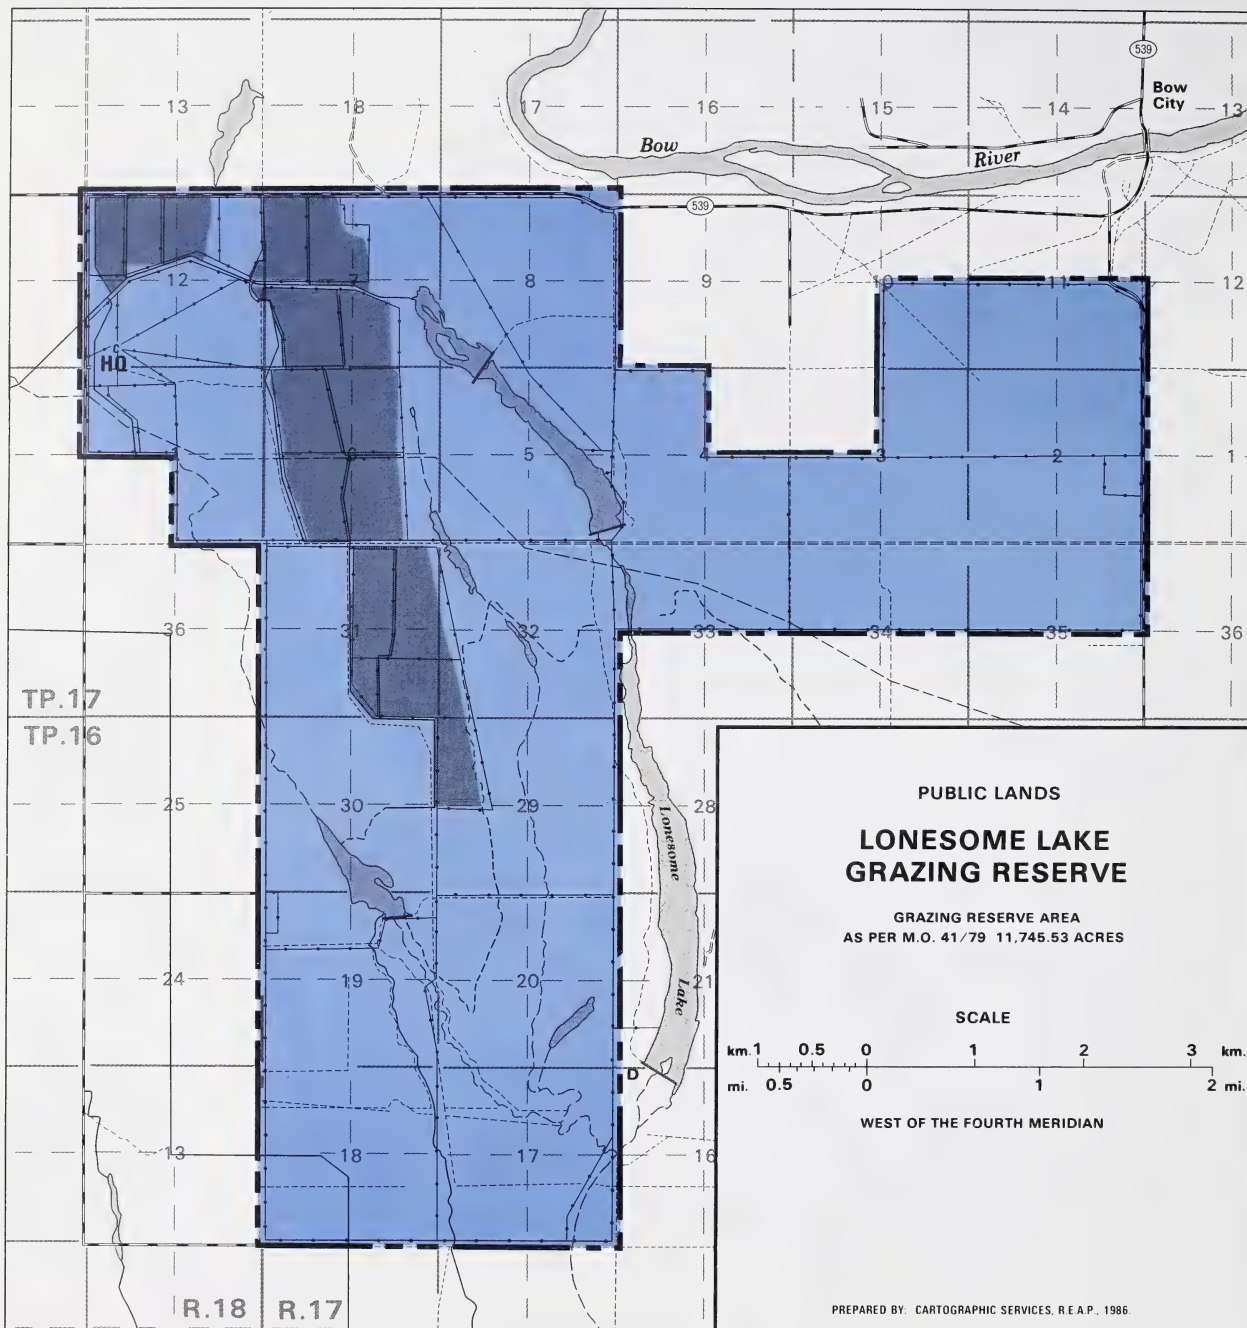 539
Bow
City
13 18 17 16 15 14 13
Bow River
539
12 7 8 9 10 11 12
C
HQ
6 5 4 3 2 1
36 31 32 33 34 35 36
TP.17
TP.16
25 30 29 28
Lonesome
Lake
24 19 20 21
D
13 18 17 16
R.18 R.17
PUBLIC LANDS
LONESOME LAKE
GRAZING RESERVE
GRAZING RESERVE AREA
AS PER M.O. 41/79 11,745.53 ACRES
SCALE
km. 1 0.5 0 1 2 3 km.
mi. 0.5 0 1 2 mi.
WEST OF THE FOURTH MERIDIAN
PREPARED BY: CARTOGRAPHIC SERVICES, R.E.A.P., 1986.